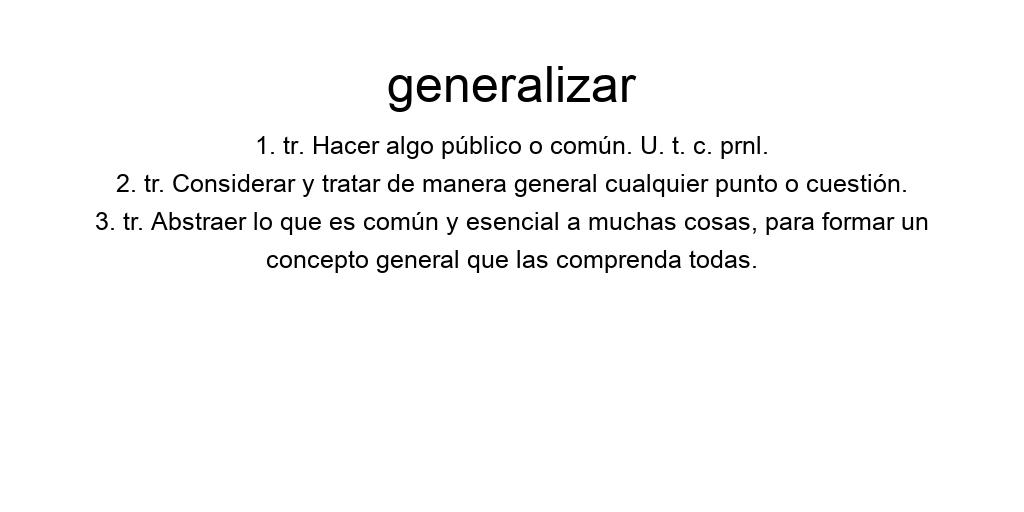 generalizar
1. tr. Hacer algo público o común. U. t. c. prnl.
2. tr. Considerar y tratar de manera general cualquier punto o cuestión.
3. tr. Abstraer lo que es común y esencial a muchas cosas, para formar un
concepto general que las comprenda todas.